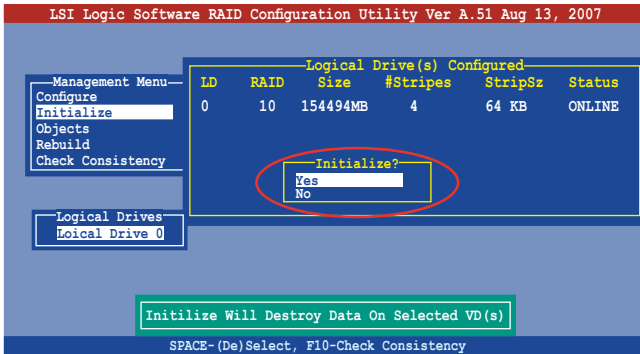 LSI Logic Software RAID Configuration Utility Ver A.51 Aug 13, 2007
Management Menu
Configure
Initialize
Objects
Rebuild
Check Consistency
Logical Drive(s) Configured
LD RAID Size #Stripes StripSz Status
0 10 154494MB 4 64 KB ONLINE
Initialize?
Yes
No
Logical Drives
Loical Drive 0
Initilize Will Destroy Data On Selected VD(s)
SPACE-(De)Select, F10-Check Consistency